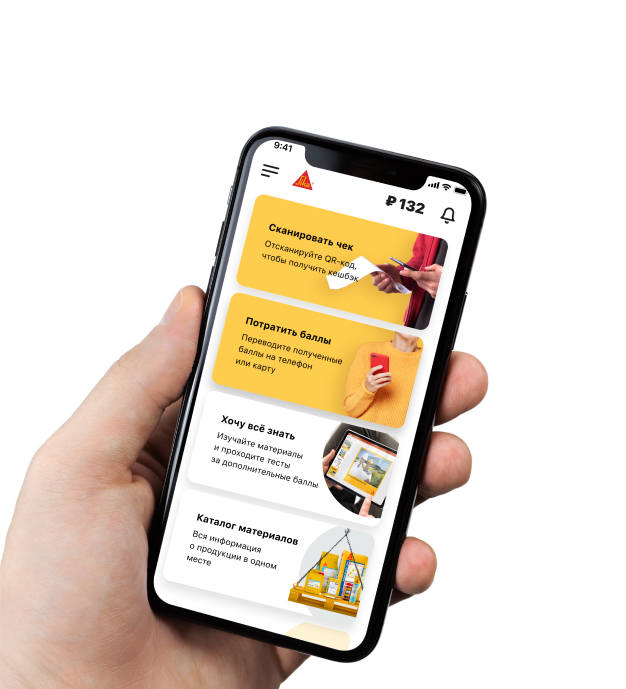 9:41
Sika
₽ 132
Сканировать чек
Отсканируйте QR-код,
чтобы получить кешбэк
Потратить баллы
Переводите полученные
баллы на телефон
или карту
Хочу всё знать
Изучайте материалы
и проходите тесты
за дополнительные баллы
Каталог материалов
Вся информация
о продукции в одном
месте